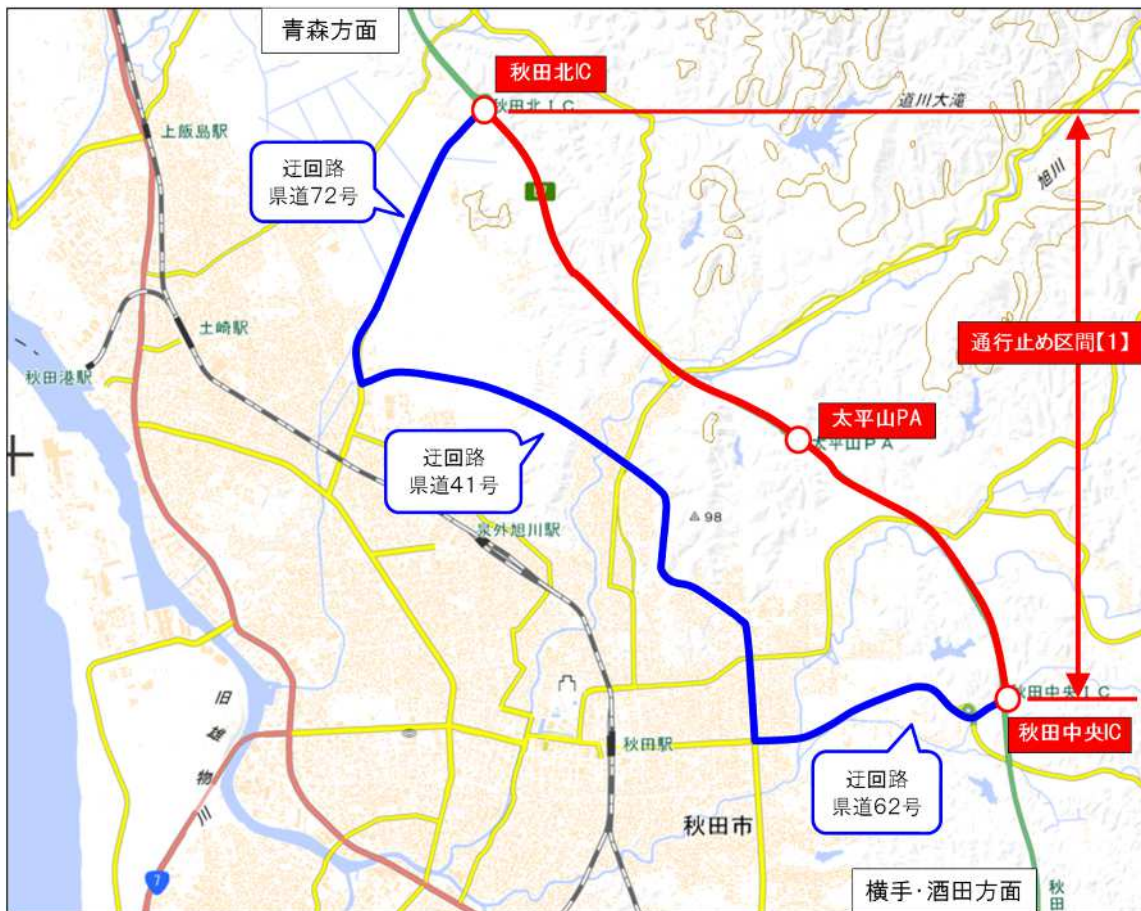 青森方面
秋田北IC
秋田北IC
道川大滝
上飯島駅
旭川
迂回路
県道72号
土崎駅
通行止め区間【1】
秋田港駅
太平山PA
太平山PA
迂回路
県道41号
98
泉外旭川駅
旧雄物川
秋田中央IC
秋田中央IC
秋田駅
迂回路
県道62号
秋田市
7
横手・酒田方面
秋田